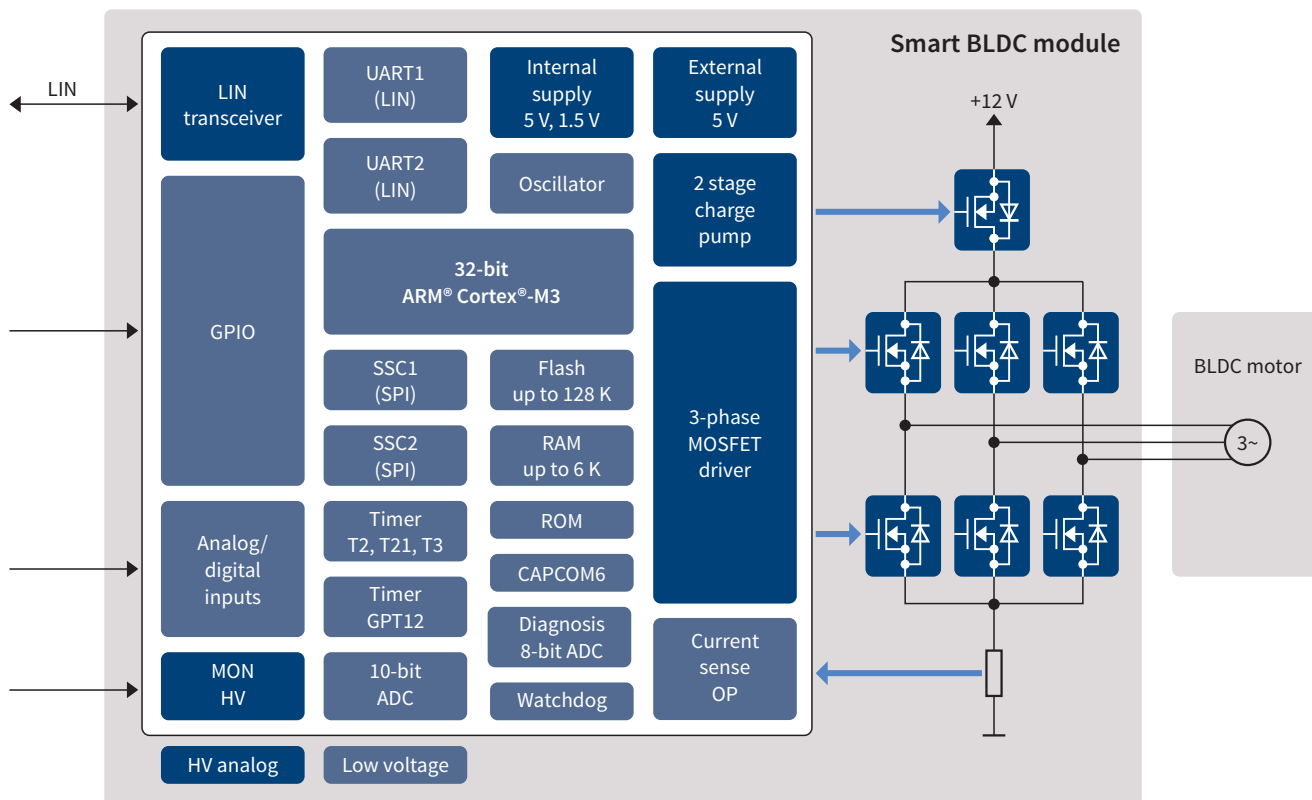 Smart BLDC module
LIN
LIN
transceiver
GPIO
Analog/
digital
inputs
MON
HV
UART1
(LIN)
UART2
(LIN)
Internal
supply
5 V, 1.5 V
Oscillator
External
supply
5 V
2 stage
charge
pump
32-bit
ARM® Cortex®-M3
SSC1
(SPI)
SSC2
(SPI)
Timer
T2, T21, T3
Timer
GPT12
10-bit
ADC
Flash
up to 128 K
RAM
up to 6 K
ROM
CAPCOM6
Diagnosis
8-bit ADC
Watchdog
3-phase
MOSFET
driver
Current
sense
OP
+12 V
BLDC motor
3~
HV analog
Low voltage